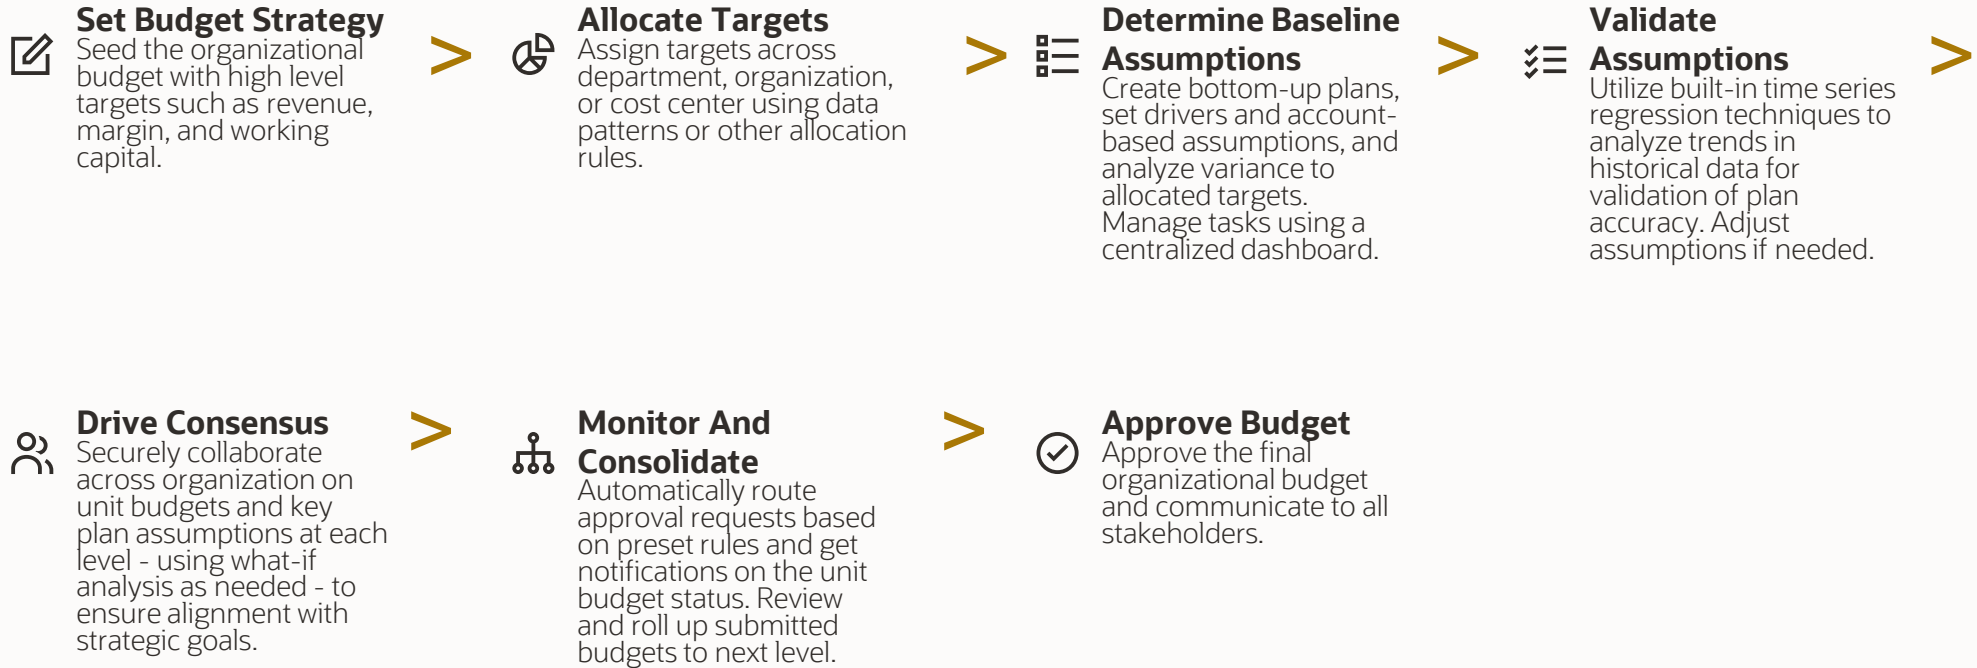 Set Budget Strategy
Seed the organizational
budget with high level
targets such as revenue,
margin, and working
capital.
>
Allocate Targets
Assign targets across
department, organization,
or cost center using data
patterns or other allocation
rules.
>
Determine Baseline
Assumptions
Create bottom-up plans,
set drivers and account-
based assumptions, and
analyze variance to
allocated targets.
Manage tasks using a
centralized dashboard.
>
Validate
Assumptions
Utilize built-in time series
regression techniques to
analyze trends in
historical data for
validation of plan
accuracy. Adjust
assumptions if needed.
>
Drive Consensus
Securely collaborate
across organization on
unit budgets and key
plan assumptions at each
level - using what-if
analysis as needed - to
ensure alignment with
strategic goals.
>
Monitor And
Consolidate
Automatically route
approval requests based
on preset rules and get
notifications on the unit
budget status. Review
and roll up submitted
budgets to next level.
>
Approve Budget
Approve the final
organizational budget
and communicate to all
stakeholders.